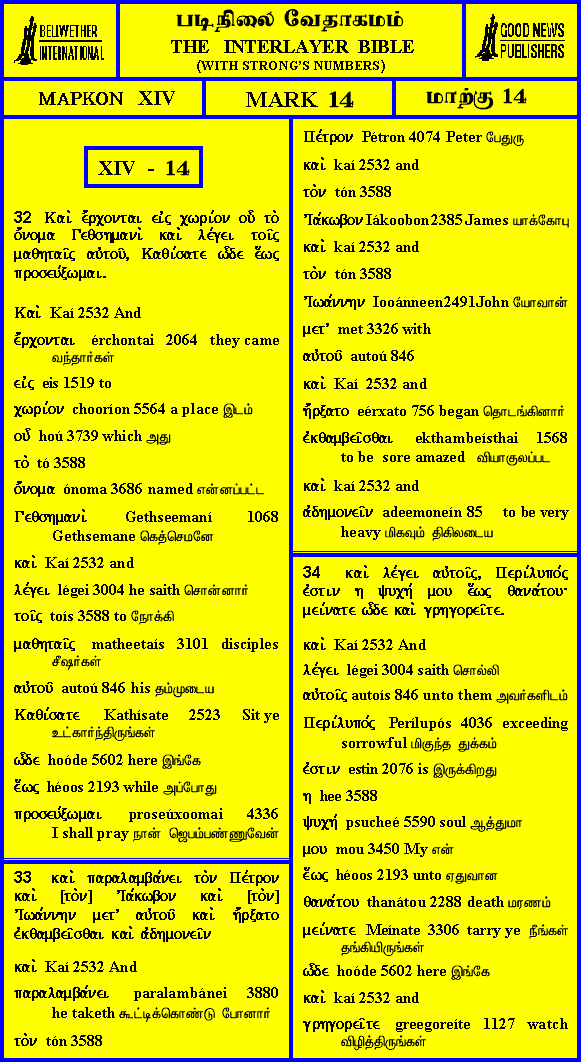 BELLWETHER
INTERNATIONAL
படிநிலை வேதாகமம்
THE INTERLAYER BIBLE
(WITH STRONG'S NUMBERS)
GOOD NEWS
PUBLISHERS
ΜΑΡΚΟΝ XIV
MARK 14
மாற்கு 14
XIV - 14
32 Καὶ ἔρχονται εἰς χωρίον οὗ τὸ
ὄνομα Γεθσημανὶ καὶ λέγει τοῖς
μαθηταῖς αὐτοῦ, Καθίσατε ὧδε ἕως
προσεύξωμαι.
Καὶ Kaí 2532 And
ἔρχονται érchontai 2064 they came
வந்தார்கள்
εἰς eis 1519 to
χωρίον chooríon 5564 a place இடம்
οὗ hoú 3739 which அது
τὸ tó 3588
ὄνομα ónoma 3686 named என்னப்பட்ட
Γεθσημανὶ Gethseemaní 1068
Gethsemane கெத்செமனே
καὶ Kaí 2532 and
λέγει légei 3004 he saith சொன்னார்
τοῖς toís 3588 to நோக்கி
μαθηταῖς matheetaís 3101 disciples
சீஷர்கள்
αὐτοῦ autoú 846 his தம்முடைய
Καθίσατε Kathísate 2523 Sit ye
உட்கார்ந்திருங்கள்
ὧδε hoóde 5602 here இங்கே
ἕως héoos 2193 while அப்போது
προσεύξωμαι proseúxoomai 4336
I shall pray நான் ஜெபம்பண்ணுவேன்
33 καὶ παραλαμβάνει τὸν Πέτρον
καὶ [τὸν] Ἰάκωβον καὶ [τὸν]
Ἰωάννην μετ' αὐτοῦ καὶ ἤρξατο
ἐκθαμβεῖσθαι καὶ ἀδημονεῖν
καὶ Kaí 2532 And
παραλαμβάνει paralambánei 3880
he taketh கூட்டிக்கொண்டு போனார்
τὸν tón 3588
Πέτρον Pétron 4074 Peter பேதுரு
καὶ kaí 2532 and
τὸν tón 3588
Ἰάκωβον Iákoobon 2385 James யாக்கோபு
καὶ kaí 2532 and
τὸν tón 3588
Ἰωάννην Iooánneen 2491 John யோவான்
μετ' met 3326 with
αὐτοῦ autoú 846
καὶ Kaí 2532 and
ἤρξατο eérxato 756 began தொடங்கினார்
ἐκθαμβεῖσθαι ekthambeísthai 1568
to be sore amazed வியாகுலப்பட
καὶ kaí 2532 and
ἀδημονεῖν adeemoneín 85 to be very
heavy மிகவும் திகிலடைய
34 καὶ λέγει αὐτοῖς, Περίλυπός
ἐστιν η ψυχή μου ἕως θανάτου·
μείνατε ὧδε καὶ γρηγορεῖτε.
καὶ Kaí 2532 And
λέγει légei 3004 saith சொல்லி
αὐτοῖς autoís 846 unto them அவர்களிடம்
Περίλυπός Perílupós 4036 exceeding
sorrowful மிகுந்த துக்கம்
ἐστιν estin 2076 is இருக்கிறது
η hee 3588
ψυχή psucheé 5590 soul ஆத்துமா
μου mou 3450 My என்
ἕως héoos 2193 unto ஏதுவான
θανάτου thanátou 2288 death மரணம்
μείνατε Meínate 3306 tarry ye நீங்கள்
தங்கியிருங்கள்
ὧδε hoóde 5602 here இங்கே
καὶ kaí 2532 and
γρηγορεῖτε greegoreíte 1127 watch
விழித்திருங்கள்